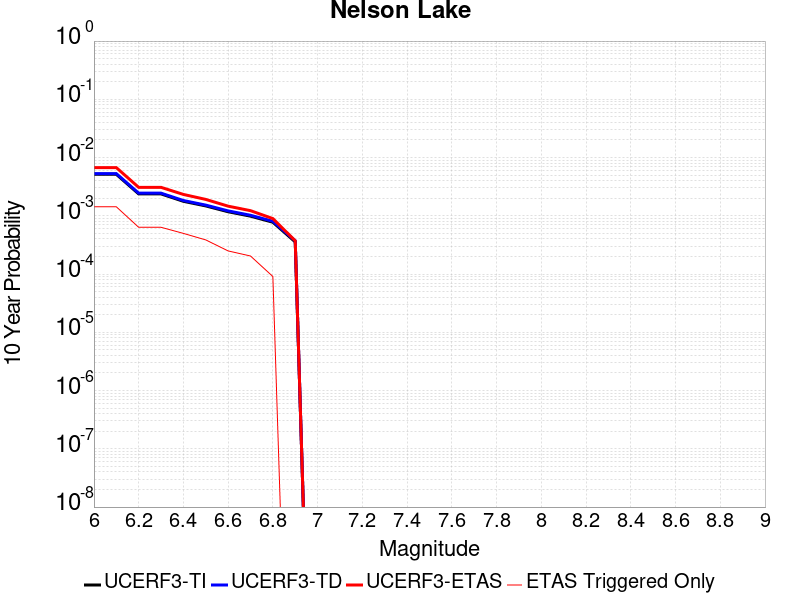 Nelson Lake
10^0
10^-1
10^-2
10^-3
10^-4
10^-5
10^-6
10^-7
10^-8
10 Year Probability
6 6.2 6.4 6.6 6.8 7 7.2 7.4 7.6 7.8 8 8.2 8.4 8.6 8.8 9
Magnitude
UCERF3-TI UCERF3-TD UCERF3-ETAS ETAS Triggered Only